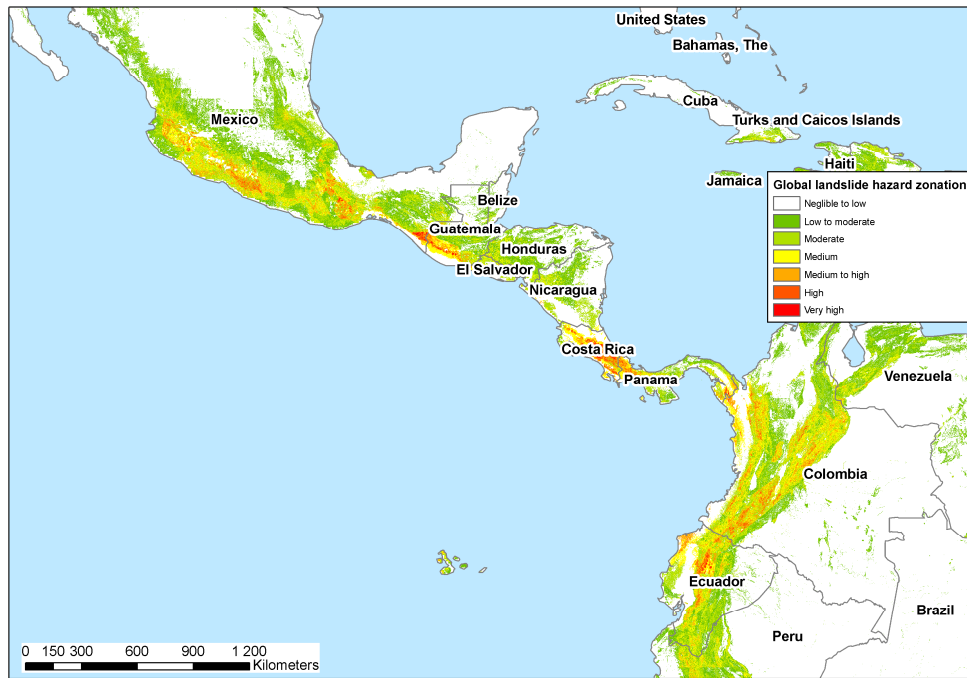 United States
Bahamas, The
Cuba
Mexico
Turks and Caicos Islands
Haiti
Jamaica
Global landslide hazard zonation
Neglible to low
Low to moderate
Moderate
Medium
Medium to high
High
Very high
Belize
Guatemala
Honduras
El Salvador
Nicaragua
Costa Rica
Panama
Venezuela
Colombia
Ecuador
Brazil
Peru
0 150 300 600 900 1 200
Kilometers